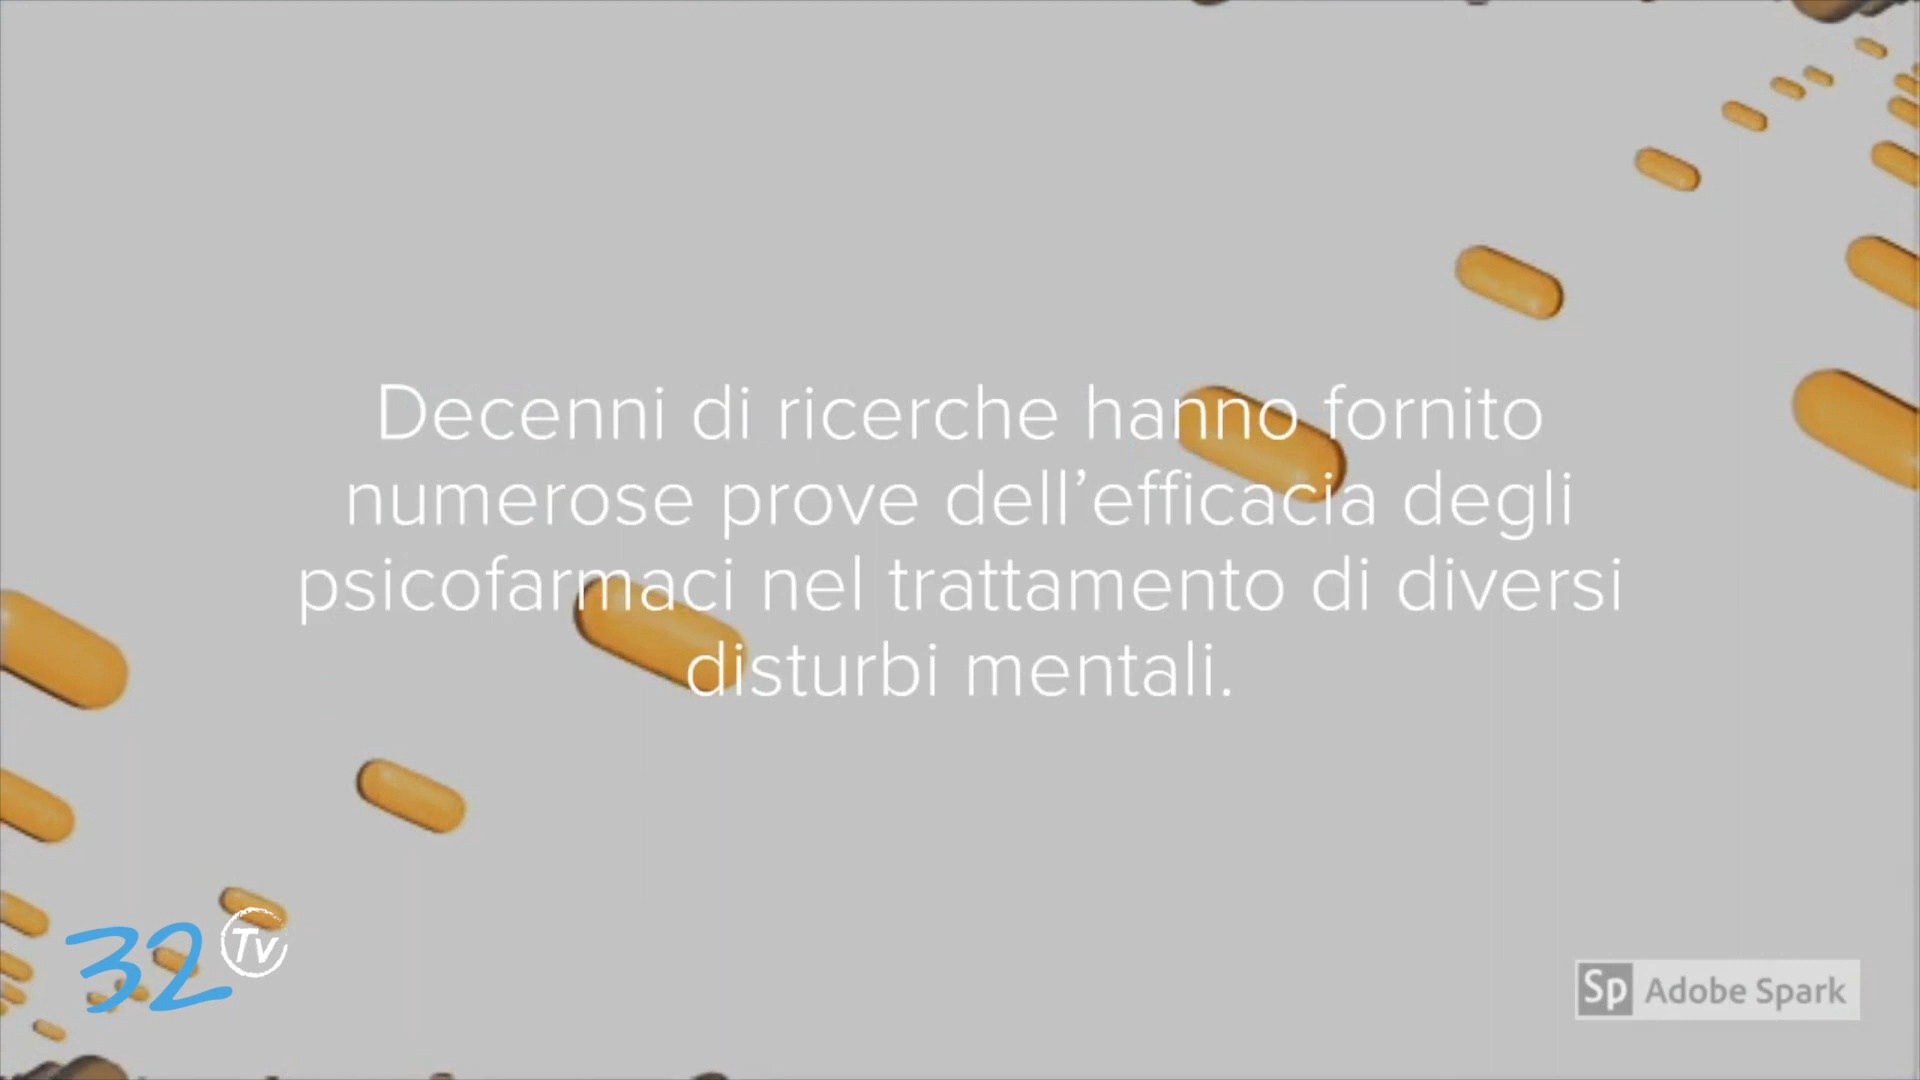 Decenni di ricerche hanno fornito
numerose prove dell’efficacia degli
psicofarmaci nel trattamento di diversi
disturbi mentali.
32 Tv
Sp Adobe Spark